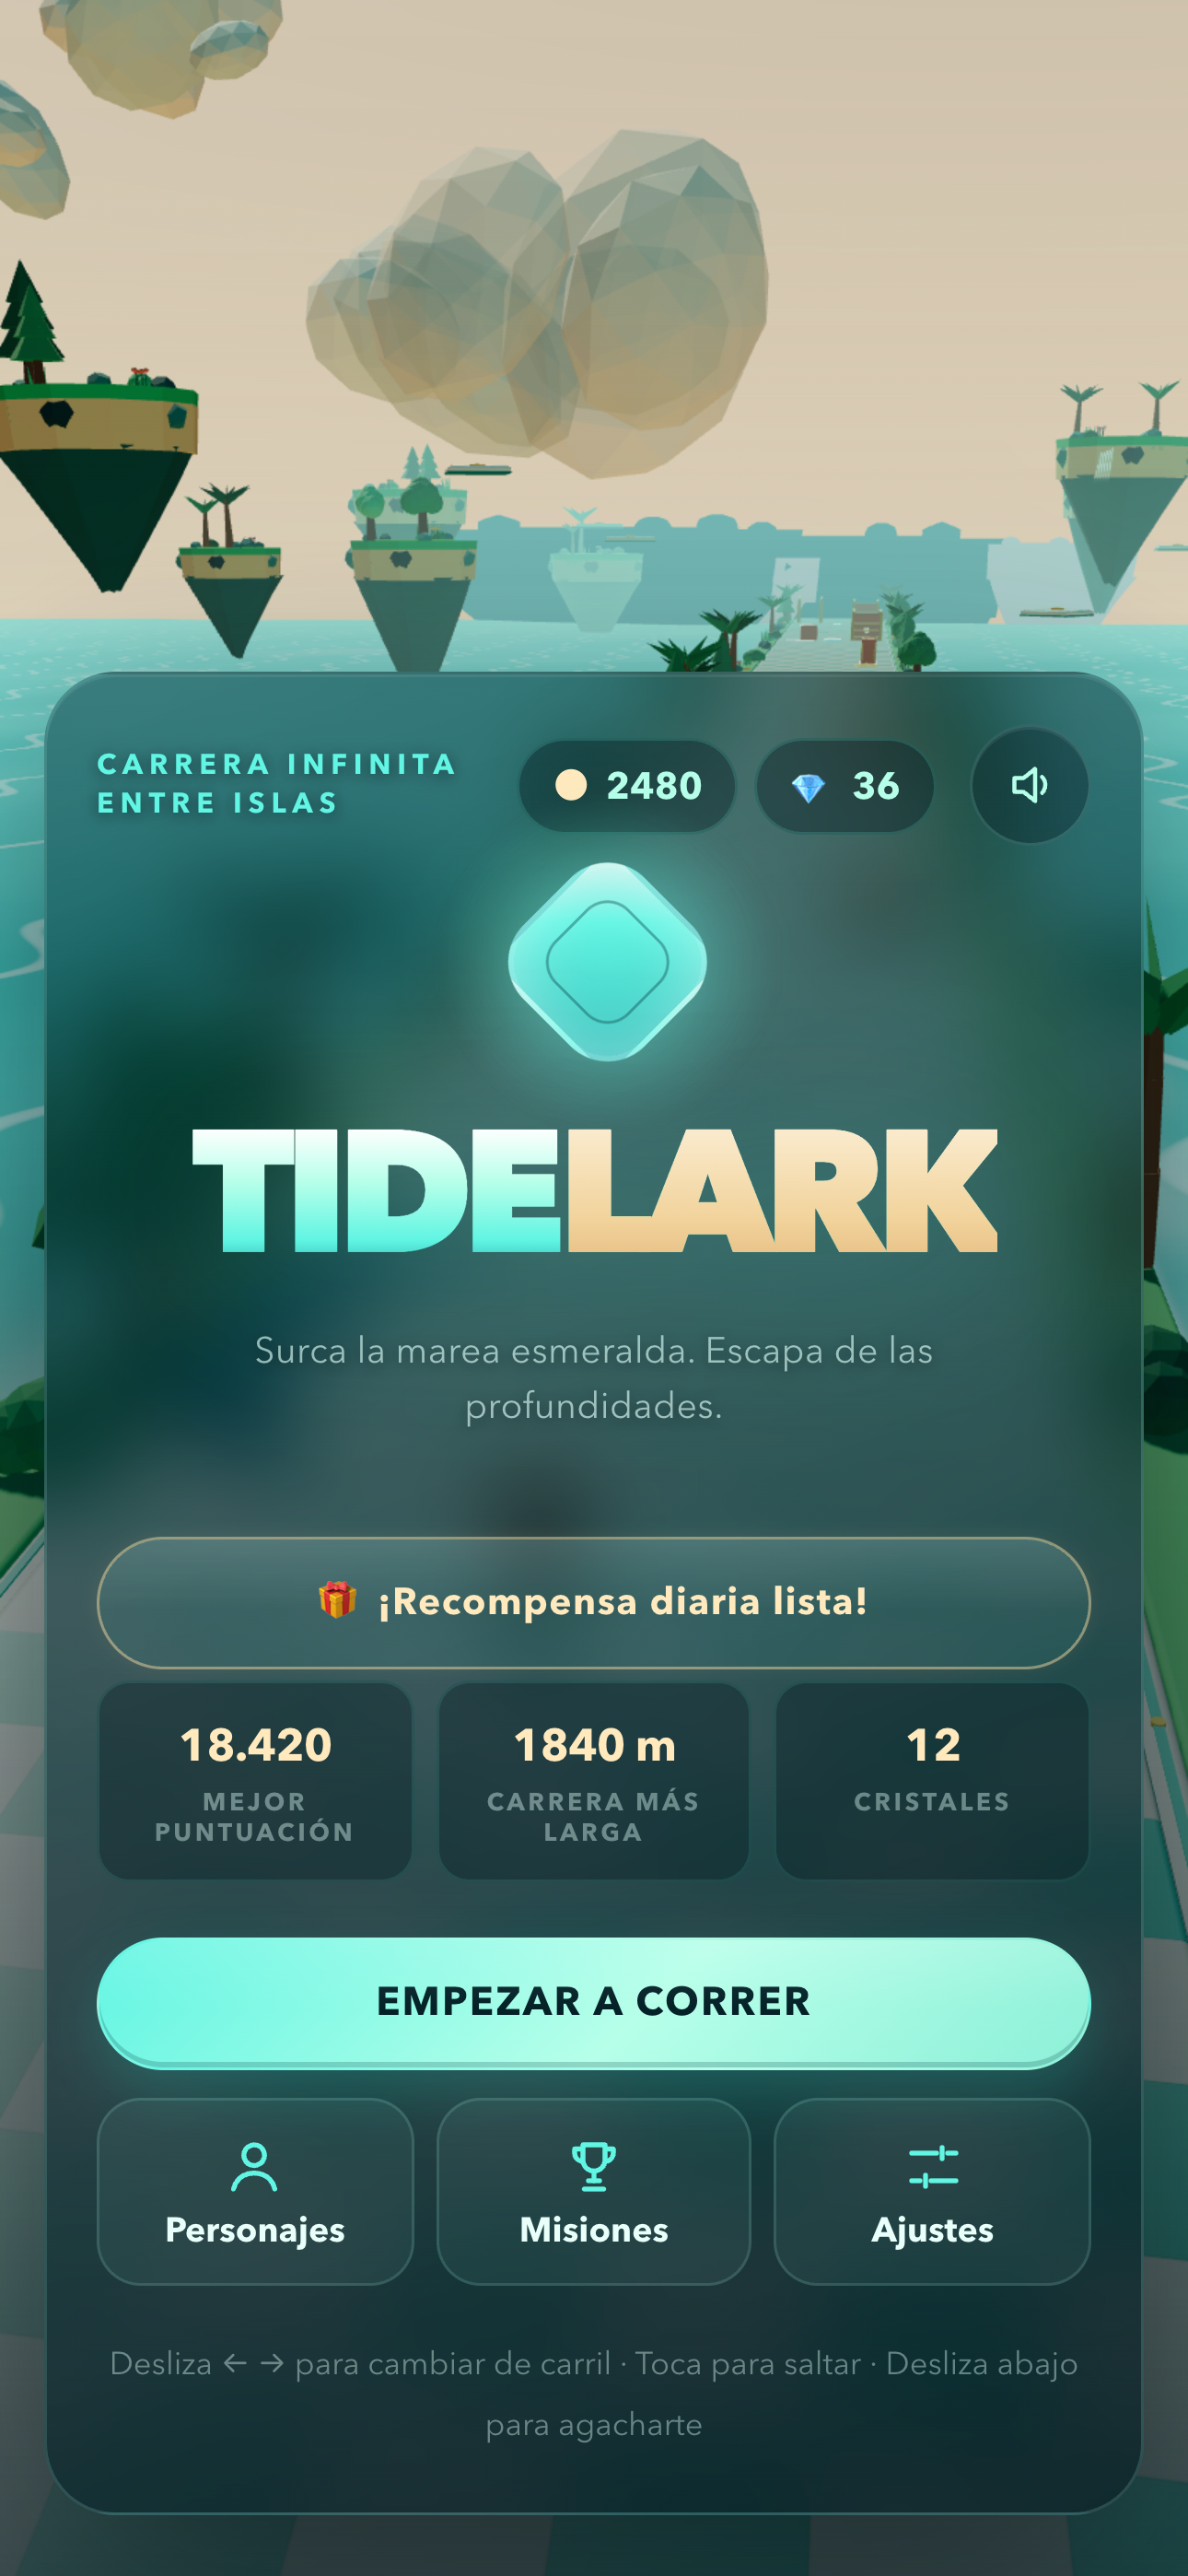 CARRERA INFINITA
ENTRE ISLAS
2480
36
TIDELARK
Surca la marea esmeralda. Escapa de las
profundidades.
🎁 ¡Recompensa diaria lista!
18.420
MEJOR
PUNTUACIÓN
1840 m
CARRERA MÁS
LARGA
12
CRISTALES
EMPEZAR A CORRER
Personajes
Misiones
Ajustes
Desliza ← → para cambiar de carril · Toca para saltar · Desliza abajo
para agacharte